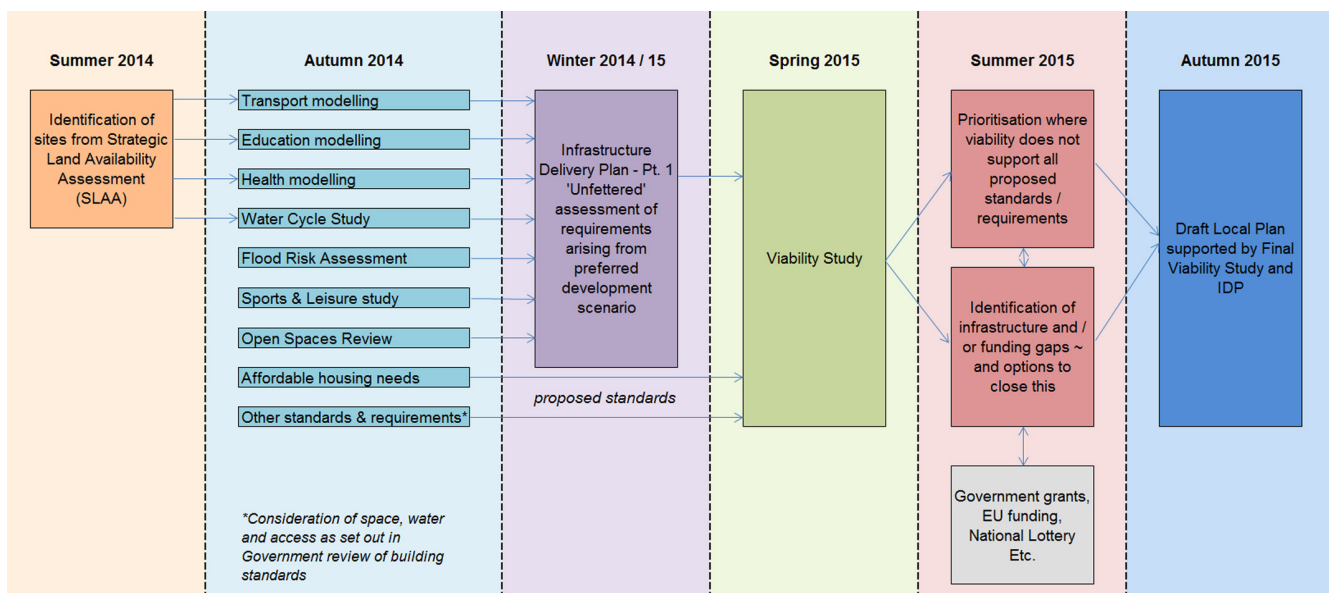 Summer 2014
Identification of
sites from Strategic
Land Availability
Assessment
(SLAA)
Autumn 2014
Transport modelling
Education modelling
Health modelling
Water Cycle Study
Flood Risk Assessment
Sports & Leisure study
Open Spaces Review
Affordable housing needs
Other standards & requirements*
*Consideration of space, water
and access as set out in
Government review of building
standards
Winter 2014 / 15
Infrastructure
Delivery Plan - Pt. 1
'Unfettered'
assessment of
requirements
arising from
preferred
development
scenario
proposed standards
Spring 2015
Viability Study
Summer 2015
Prioritisation where
viability does not
support all
proposed
standards /
requirements
Identification of
infrastructure and /
or funding gaps ~
and options to
close this
Government grants,
EU funding,
National Lottery
Etc.
Autumn 2015
Draft Local Plan
supported by Final
Viability Study and
IDP